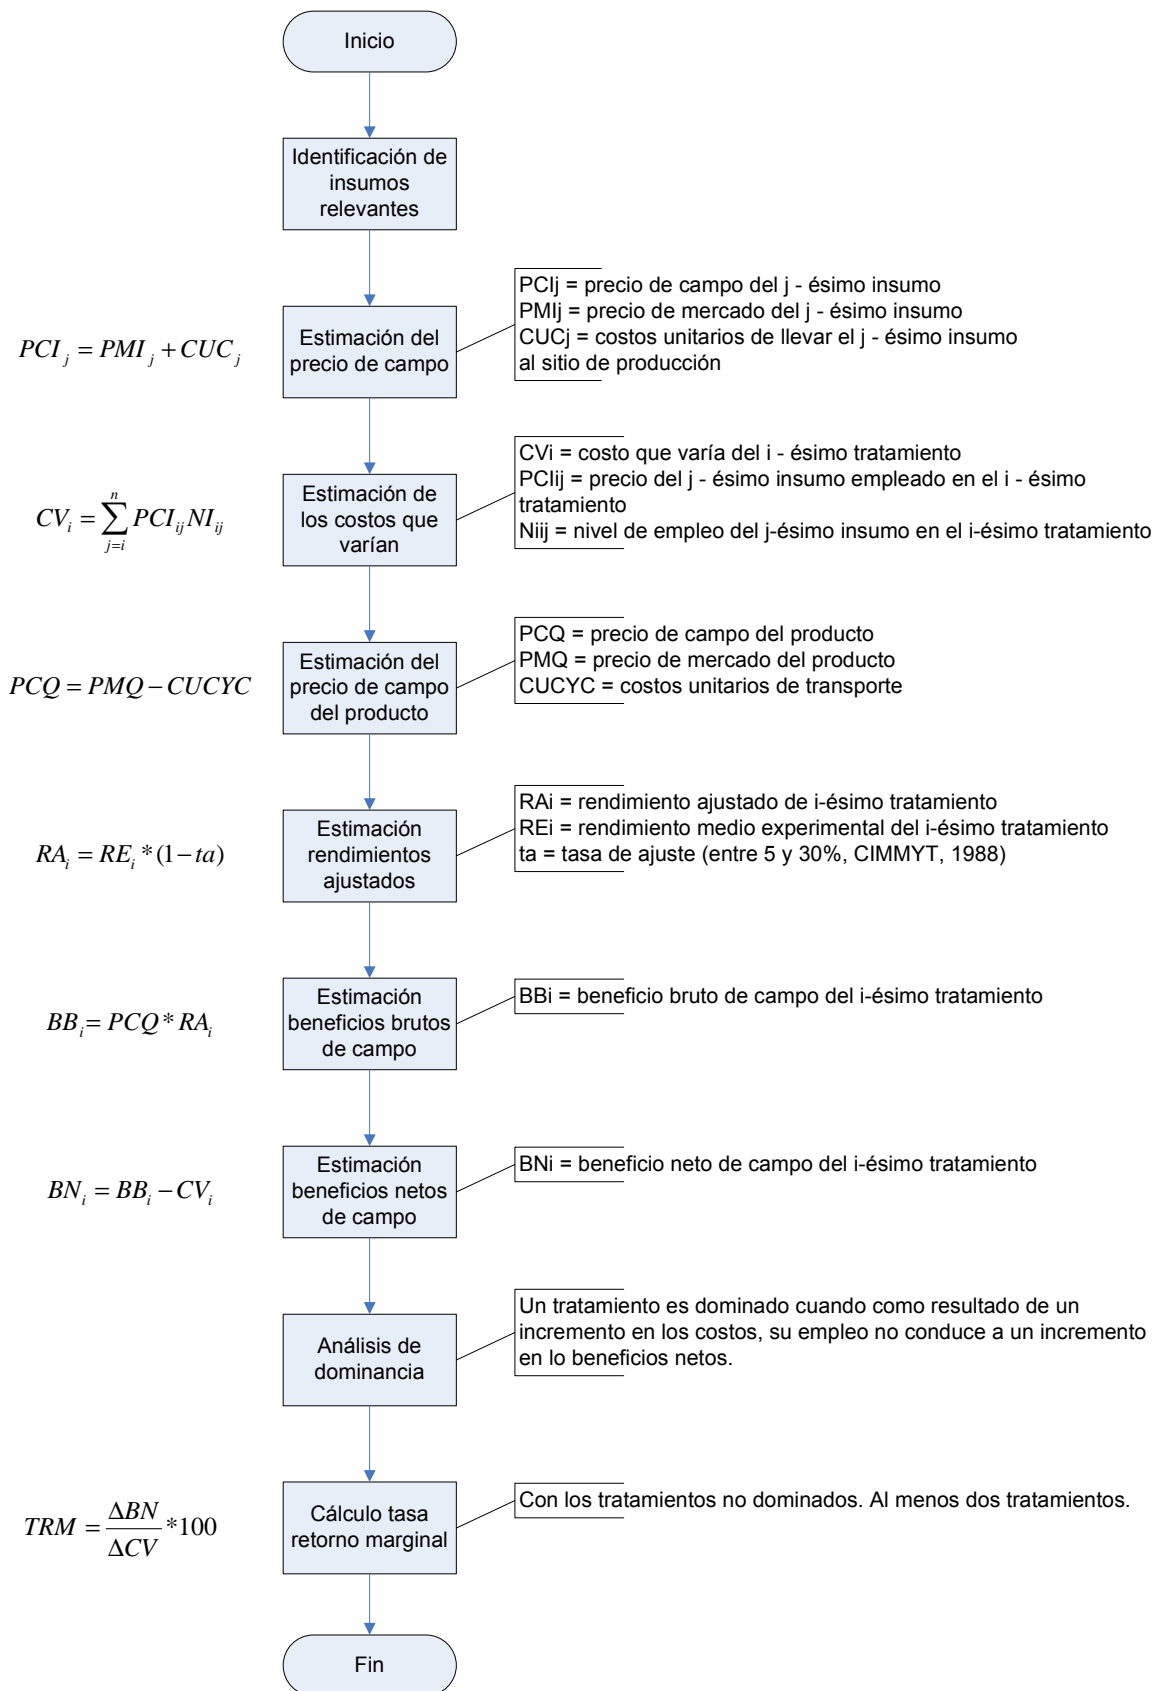 Inicio
Identificación de
insumos
relevantes
PCI_j = PMI_j + CUC_j
Estimación del
precio de campo
PCIj = precio de campo del j - ésimo insumo
PMIj = precio de mercado del j - ésimo insumo
CUCj = costos unitarios de llevar el j - ésimo insumo
al sitio de producción
CV_i = \sum_{j=i}^{n} PCI_{ij} NI_{ij}
Estimación de
los costos que
varían
CVi = costo que varía del i - ésimo tratamiento
PCIij = precio del j - ésimo insumo empleado en el i - ésimo
tratamiento
Niij = nivel de empleo del j-ésimo insumo en el i-ésimo tratamiento
PCQ = PMQ – CUCYC
Estimación del
precio de campo
del producto
PCQ = precio de campo del producto
PMQ = precio de mercado del producto
CUCYC = costos unitarios de transporte
RA_i = RE_i * (1 – ta)
Estimación
rendimientos
ajustados
RAi = rendimiento ajustado de i-ésimo tratamiento
REi = rendimiento medio experimental del i-ésimo tratamiento
ta = tasa de ajuste (entre 5 y 30%, CIMMYT, 1988)
BB_i = PCQ * RA_i
Estimación
beneficios brutos
de campo
BBi = beneficio bruto de campo del i-ésimo tratamiento
BN_i = BB_i – CV_i
Estimación
beneficios netos
de campo
BNi = beneficio neto de campo del i-ésimo tratamiento
Análisis de
dominancia
Un tratamiento es dominado cuando como resultado de un
incremento en los costos, su empleo no conduce a un incremento
en lo beneficios netos.
TRM = \frac{ΔBN}{ΔCV} * 100
Cálculo tasa
retorno marginal
Con los tratamientos no dominados. Al menos dos tratamientos.
Fin